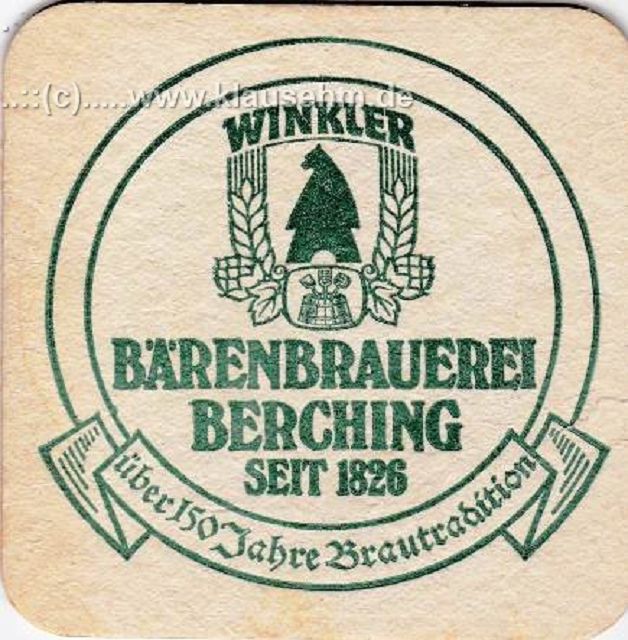 ..::(c).....www.klausehm.de
WINKLER
BÄRENBRAUEREI
BERCHING
SEIT 1826
über 150 Jahre Brautradition